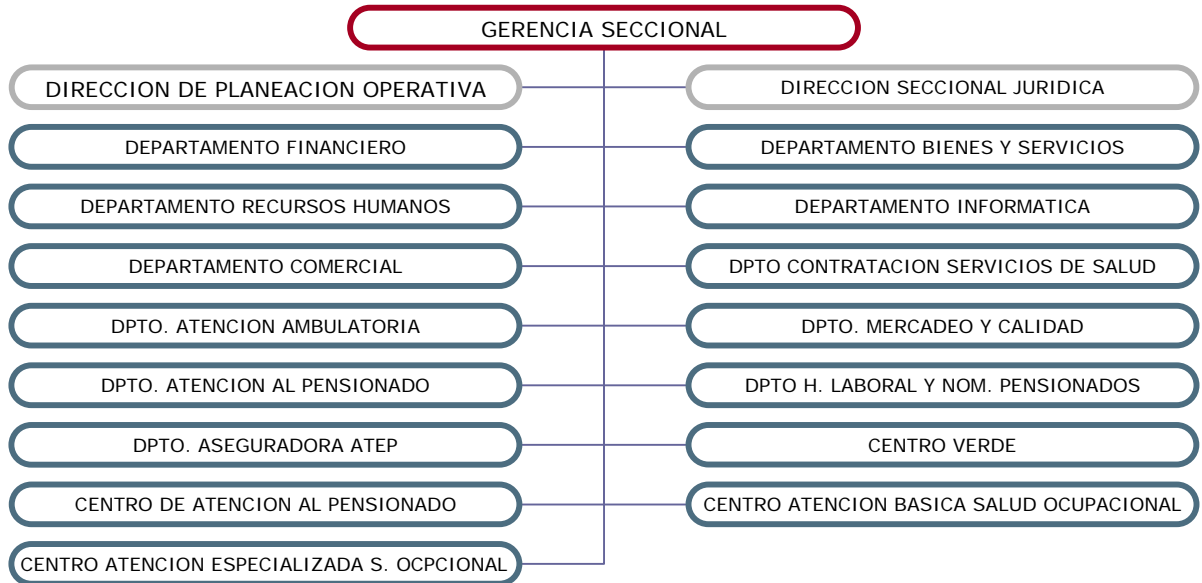 GERENCIA SECCIONAL
DIRECCION DE PLANEACION OPERATIVA
DIRECCION SECCIONAL JURIDICA
DEPARTAMENTO FINANCIERO
DEPARTAMENTO BIENES Y SERVICIOS
DEPARTAMENTO RECURSOS HUMANOS
DEPARTAMENTO INFORMATICA
DEPARTAMENTO COMERCIAL
DPTO CONTRATACION SERVICIOS DE SALUD
DPTO. ATENCION AMBULATORIA
DPTO. MERCADEO Y CALIDAD
DPTO. ATENCION AL PENSIONADO
DPTO H. LABORAL Y NOM. PENSIONADOS
DPTO. ASEGURADORA ATEP
CENTRO VERDE
CENTRO DE ATENCION AL PENSIONADO
CENTRO ATENCION BASICA SALUD OCUPACIONAL
CENTRO ATENCION ESPECIALIZADA S. OCPCIONAL